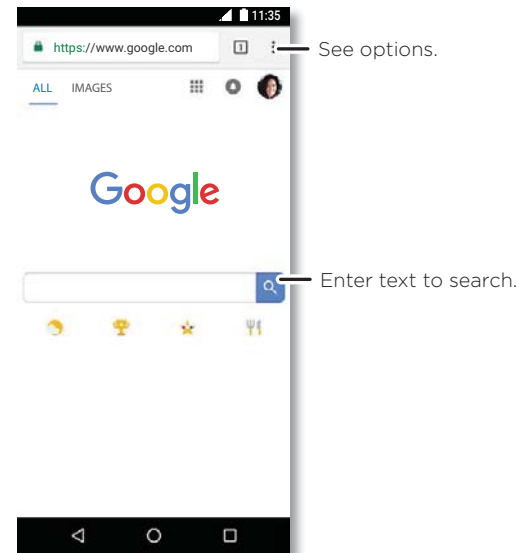 11:35
https://www.google.com 1
See options.
ALL IMAGES
Google
Enter text to search.